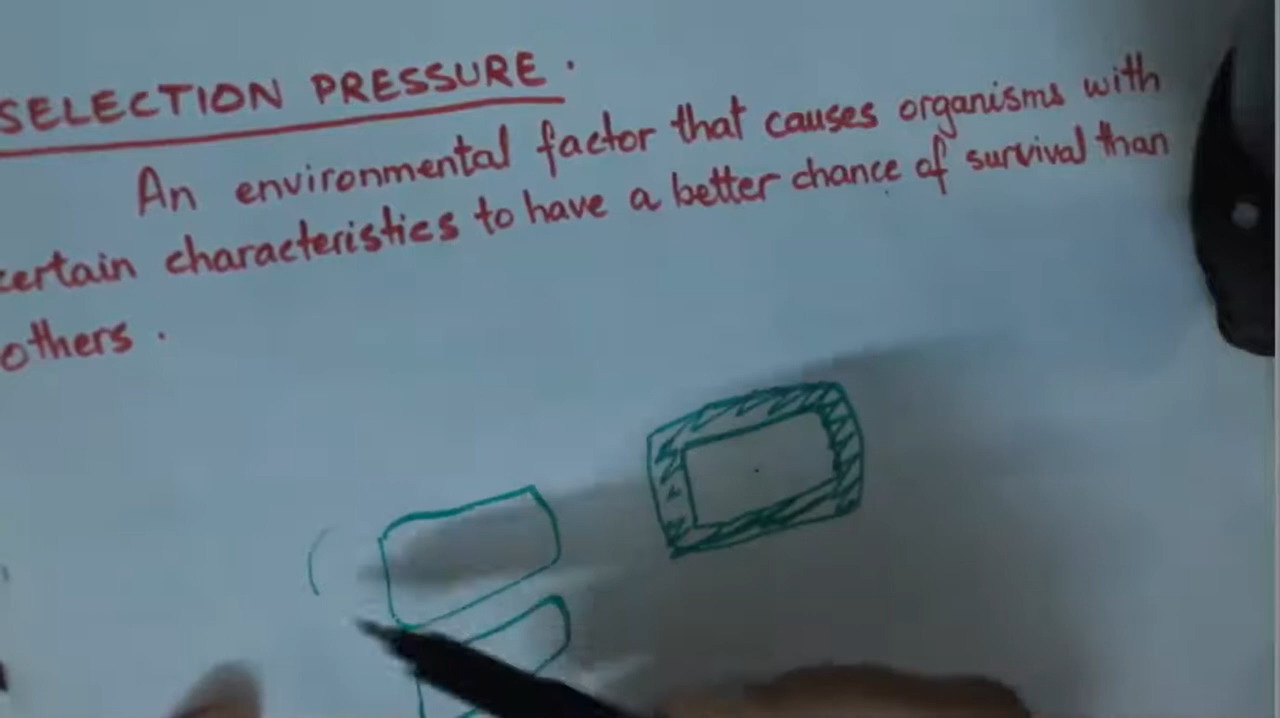 SELECTION PRESSURE.
An environmental factor that causes organisms with
certain characteristics to have a better chance of survival than
others.